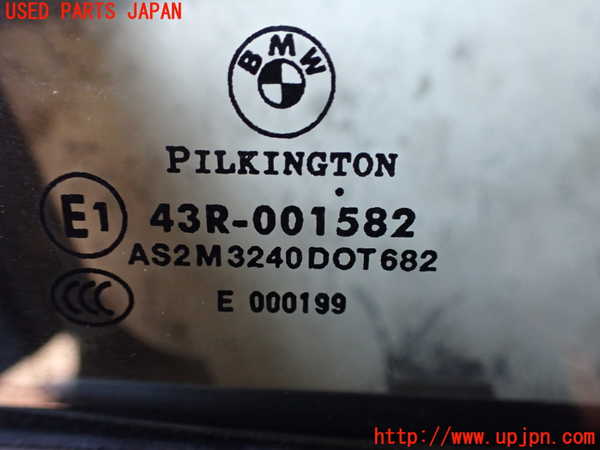 USED PARTS JAPAN
BMW
PILKINGTON
E1 43R-001582
AS2M3240DOT682
CCC E 000199
http://www.upjpn.com/